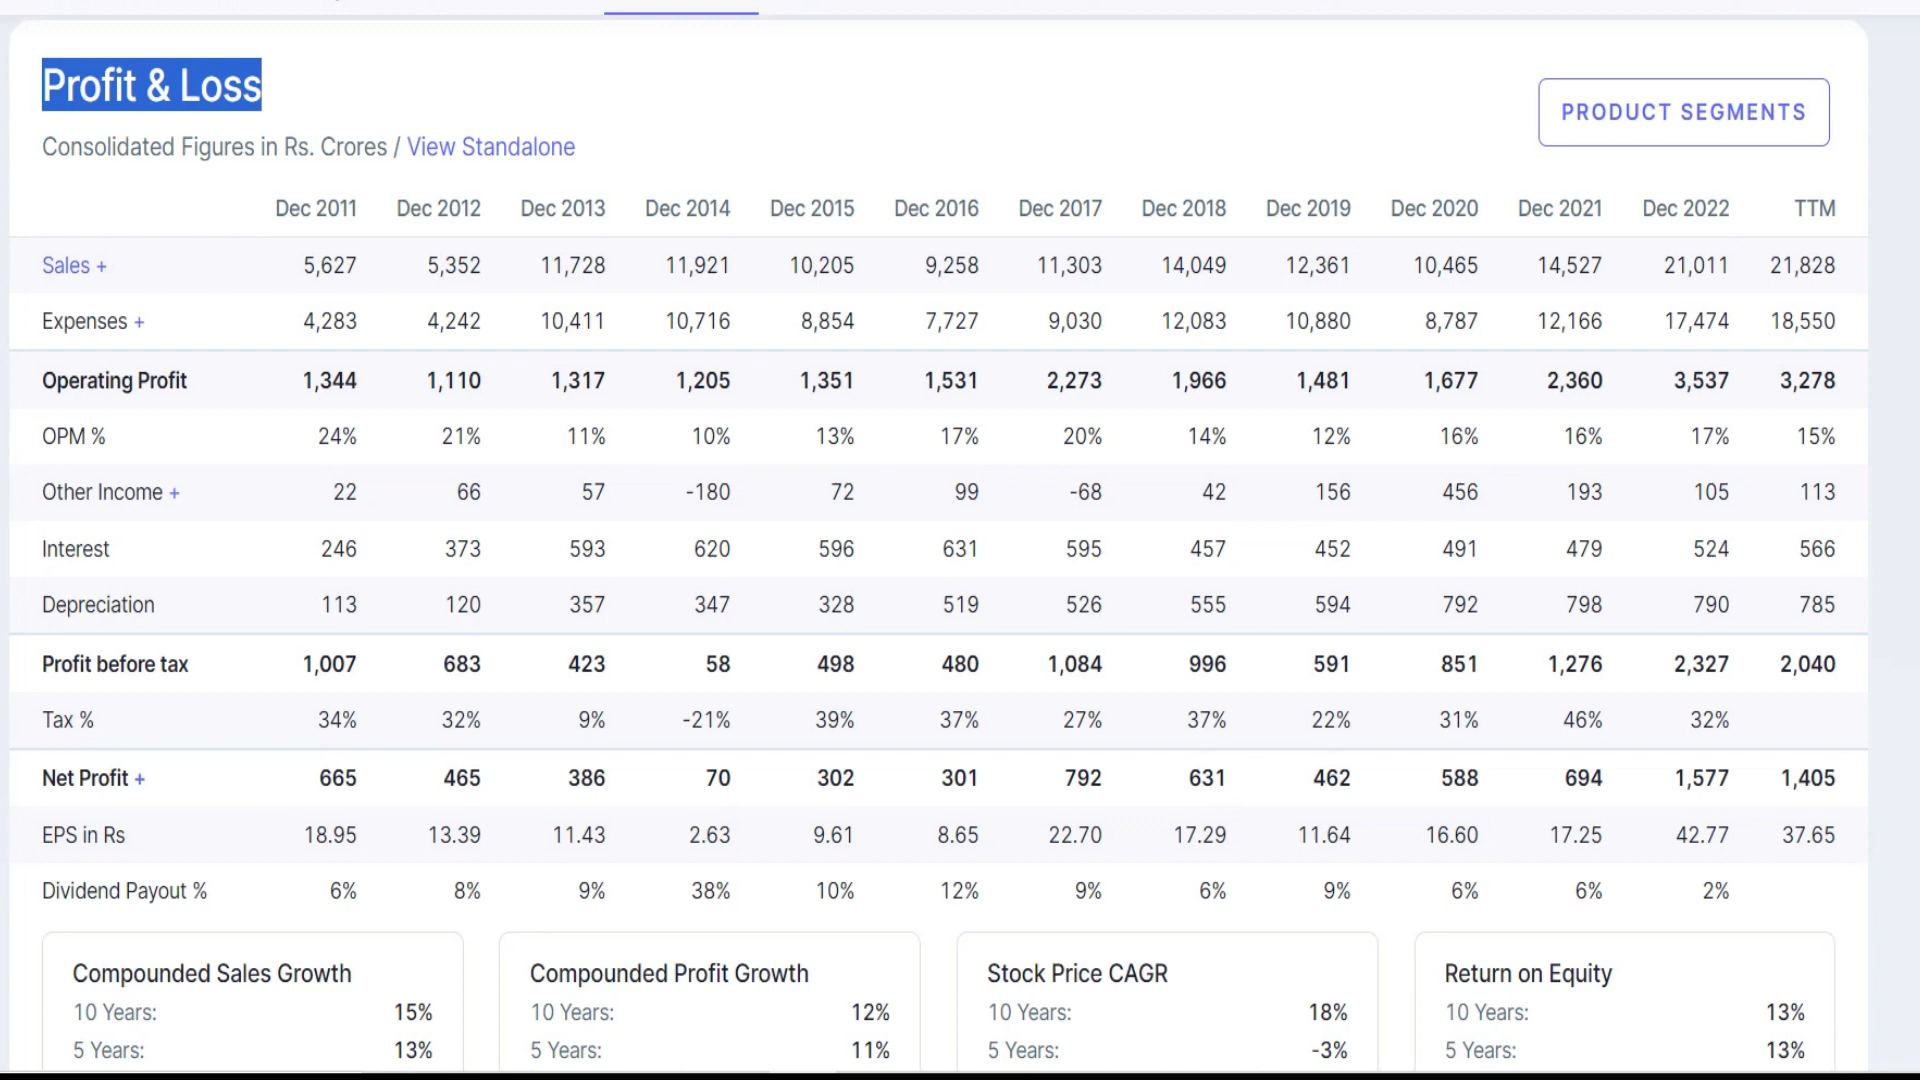 Profit & Loss
PRODUCT SEGMENTS
Consolidated Figures in Rs. Crores / View Standalone
Dec 2011 Dec 2012 Dec 2013 Dec 2014 Dec 2015 Dec 2016 Dec 2017 Dec 2018 Dec 2019 Dec 2020 Dec 2021 Dec 2022 TTM
Sales + 5,627 5,352 11,728 11,921 10,205 9,258 11,303 14,049 12,361 10,465 14,527 21,011 21,828
Expenses + 4,283 4,242 10,411 10,716 8,854 7,727 9,030 12,083 10,880 8,787 12,166 17,474 18,550
Operating Profit 1,344 1,110 1,317 1,205 1,351 1,531 2,273 1,966 1,481 1,677 2,360 3,537 3,278
OPM % 24% 21% 11% 10% 13% 17% 20% 14% 12% 16% 16% 17% 15%
Other Income + 22 66 57 -180 72 99 -68 42 156 456 193 105 113
Interest 246 373 593 620 596 631 595 457 452 491 479 524 566
Depreciation 113 120 357 347 328 519 526 555 594 792 798 790 785
Profit before tax 1,007 683 423 58 498 480 1,084 996 591 851 1,276 2,327 2,040
Tax % 34% 32% 9% -21% 39% 37% 27% 37% 22% 31% 46% 32%
Net Profit + 665 465 386 70 302 301 792 631 462 588 694 1,577 1,405
EPS in Rs 18.95 13.39 11.43 2.63 9.61 8.65 22.70 17.29 11.64 16.60 17.25 42.77 37.65
Dividend Payout % 6% 8% 9% 38% 10% 12% 9% 6% 9% 6% 6% 2%
Compounded Sales Growth Compounded Profit Growth Stock Price CAGR Return on Equity
10 Years: 15% 10 Years: 12% 10 Years: 18% 10 Years: 13%
5 Years: 13% 5 Years: 11% 5 Years: -3% 5 Years: 13%